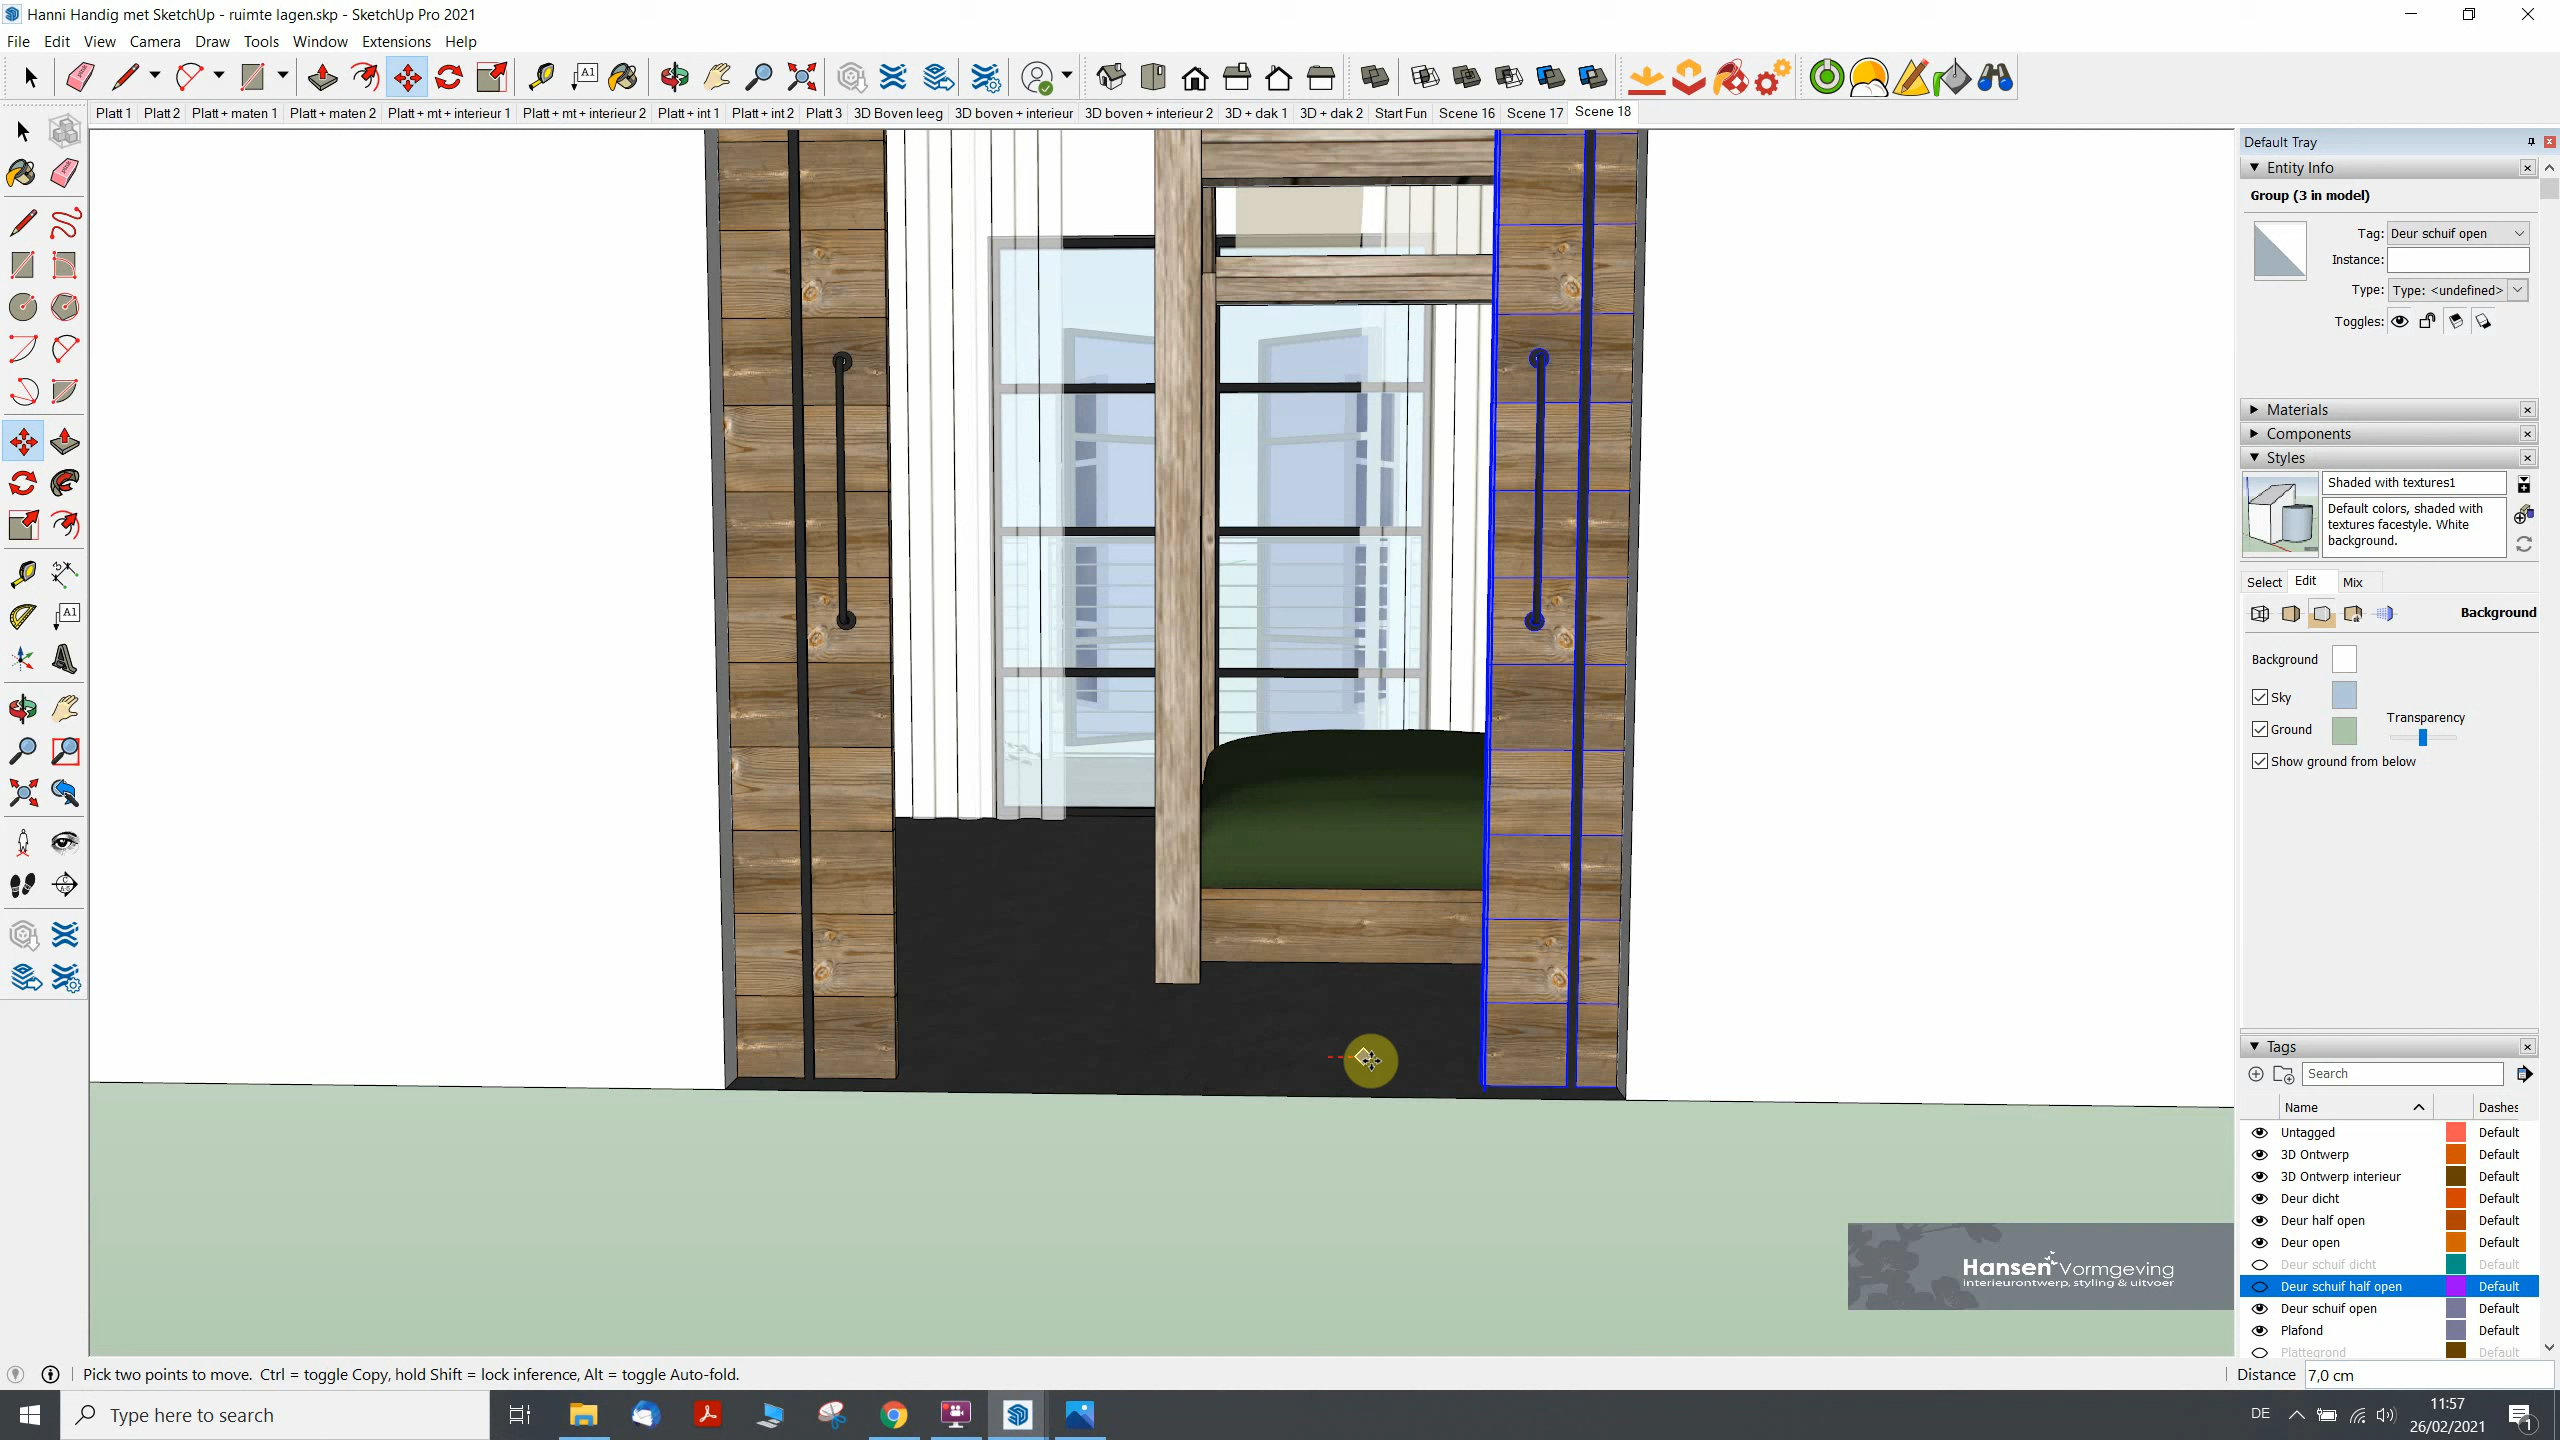 Hanni Handig met SketchUp - ruimte lagen.skp - SketchUp Pro 2021
File Edit View Camera Draw Tools Window Extensions Help
Platt 1 Platt 2 Platt + maten 1 Platt + maten 2 Platt + mt + interieur 1 Platt + mt + interieur 2 Platt + int 1 Platt + int 2 Platt 3 3D Boven leeg 3D boven + interieur 3D boven + interieur 2 3D + dak 1 3D + dak 2 Start Fun Scene 16 Scene 17 Scene 18
Default Tray
Entity Info
Group (3 in model)
Tag: Deur schuif open
Instance:
Type: Type: <undefined>
Toggles:
Materials
Components
Styles
Shaded with textures1
Default colors, shaded with
textures facestyle. White
background.
Select Edit Mix
Background
Background
Sky
Transparency
Ground
Show ground from below
Tags
Search
Name Dashes
Untagged Default
3D Ontwerp Default
3D Ontwerp interieur Default
Deur dicht Default
Deur half open Default
Deur open Default
Deur schuif dicht Default
Deur schuif half open Default
Deur schuif open Default
Plafond Default
Plattegrond Default
Hansen Vormgeving
interieurontwerp, styling & uitvoer
Pick two points to move. Ctrl = toggle Copy, hold Shift = lock inference, Alt = toggle Auto-fold.
Distance 7,0 cm
Type here to search
DE
11:57
26/02/2021
1